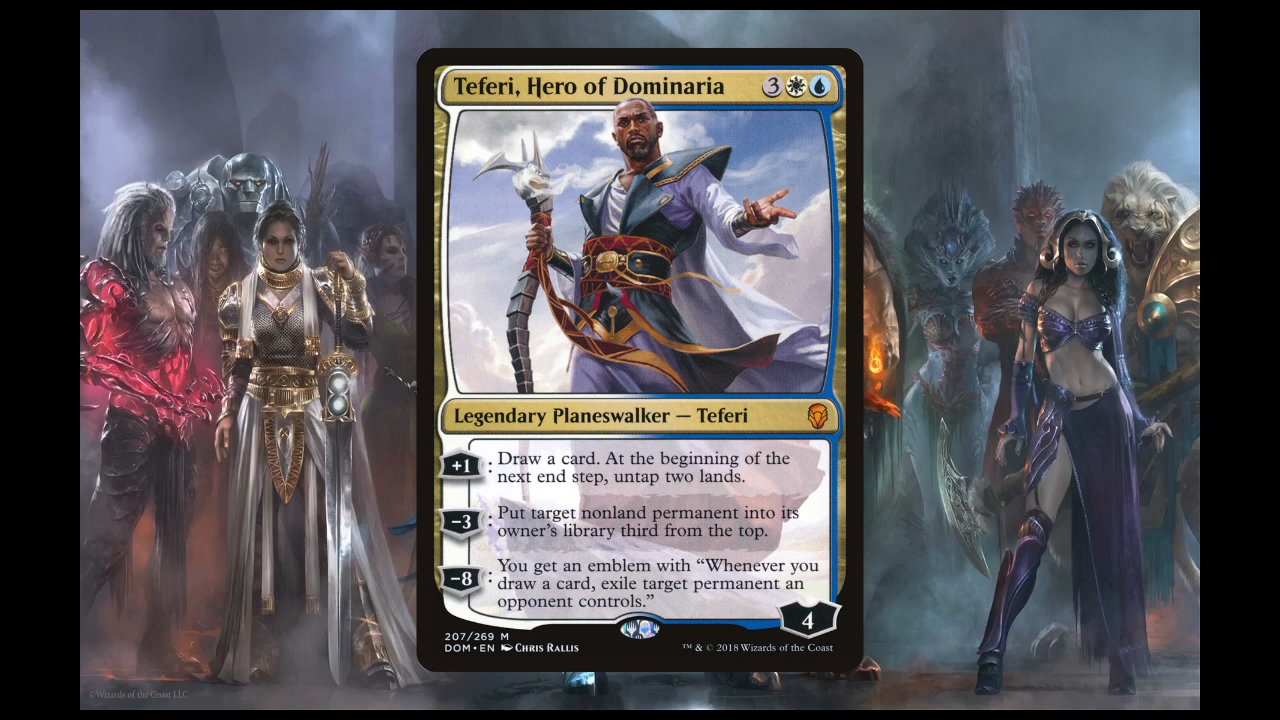 Teferi, Hero of Dominaria 3
Legendary Planeswalker — Teferi
+1 : Draw a card. At the beginning of the
next end step, untap two lands.
−3 : Put target nonland permanent into its
owner's library third from the top.
−8 : You get an emblem with “Whenever you
draw a card, exile target permanent an
opponent controls.”
4
207/269 M
DOM • EN Chris Rallis
™ & © 2018 Wizards of the Coast
©Wizards of the Coast LLC